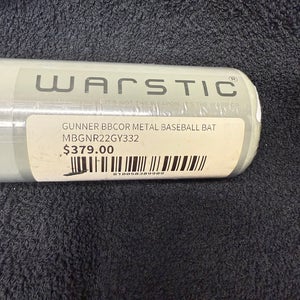 WARSTIC®
GUNNER BBCOR METAL BASEBALL BAT
MBGNR22GY332
$379.00